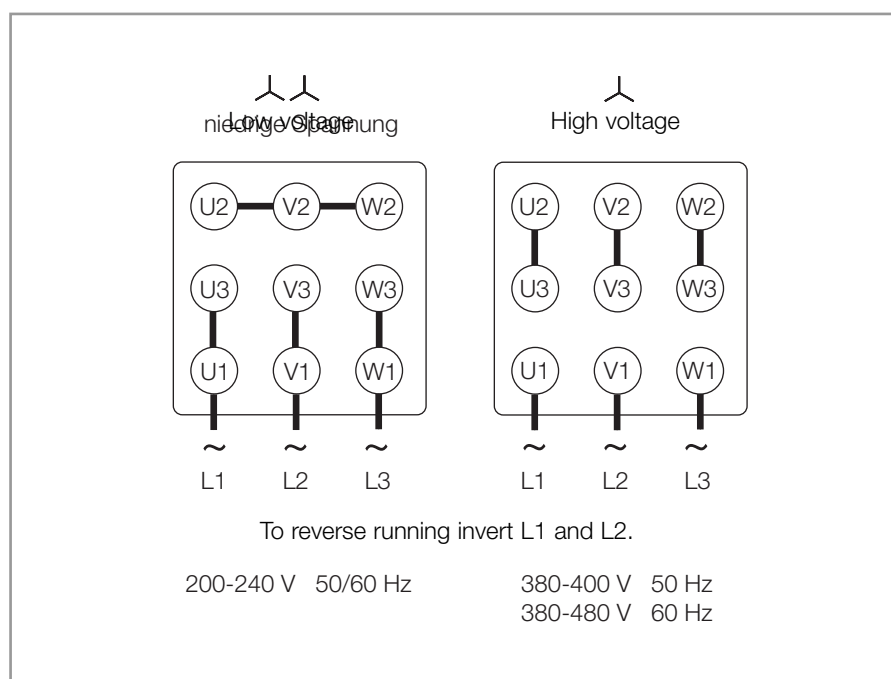 Low voltage
niedrige Spannung
High voltage
U2 V2 W2
U3 V3 W3
U1 V1 W1
~ ~ ~
L1 L2 L3
U2 V2 W2
U3 V3 W3
U1 V1 W1
~ ~ ~
L1 L2 L3
To reverse running invert L1 and L2.
200-240 V 50/60 Hz
380-400 V 50 Hz
380-480 V 60 Hz